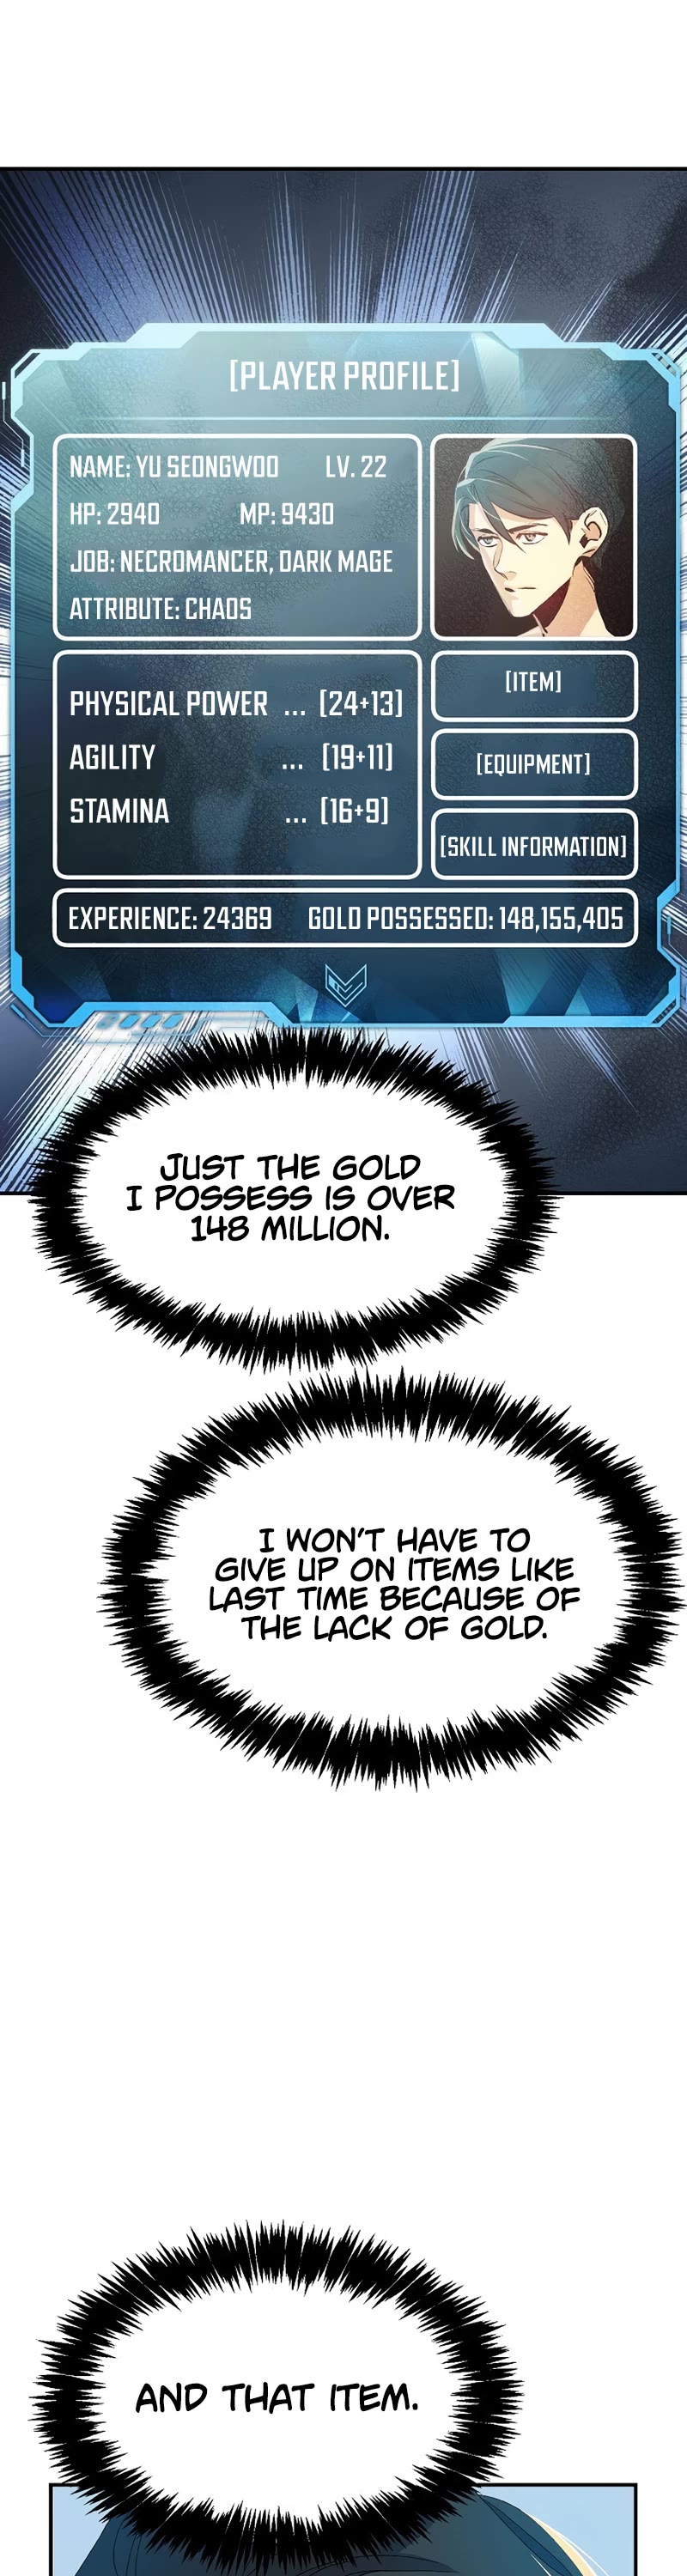 [PLAYER PROFILE]
NAME: YU SEONGWOO LV. 22
HP: 2940 MP: 9430
JOB: NECROMANCER, DARK MAGE
ATTRIBUTE: CHAOS
PHYSICAL POWER ... [24+13]
AGILITY ... [19+11]
STAMINA ... [16+9]
[ITEM]
[EQUIPMENT]
[SKILL INFORMATION]
EXPERIENCE: 24369 GOLD POSSESSED: 148,155,405
JUST THE GOLD
I POSSESS IS OVER
148 MILLION.
I WON'T HAVE TO
GIVE UP ON ITEMS LIKE
LAST TIME BECAUSE OF
THE LACK OF GOLD.
AND THAT ITEM.